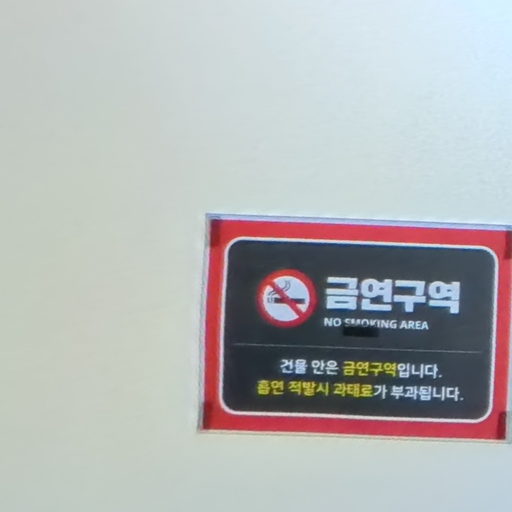 금연구역
NO SMOKING AREA
건물 안은 금연구역입니다.
흡연 적발시 과태료가 부과됩니다.